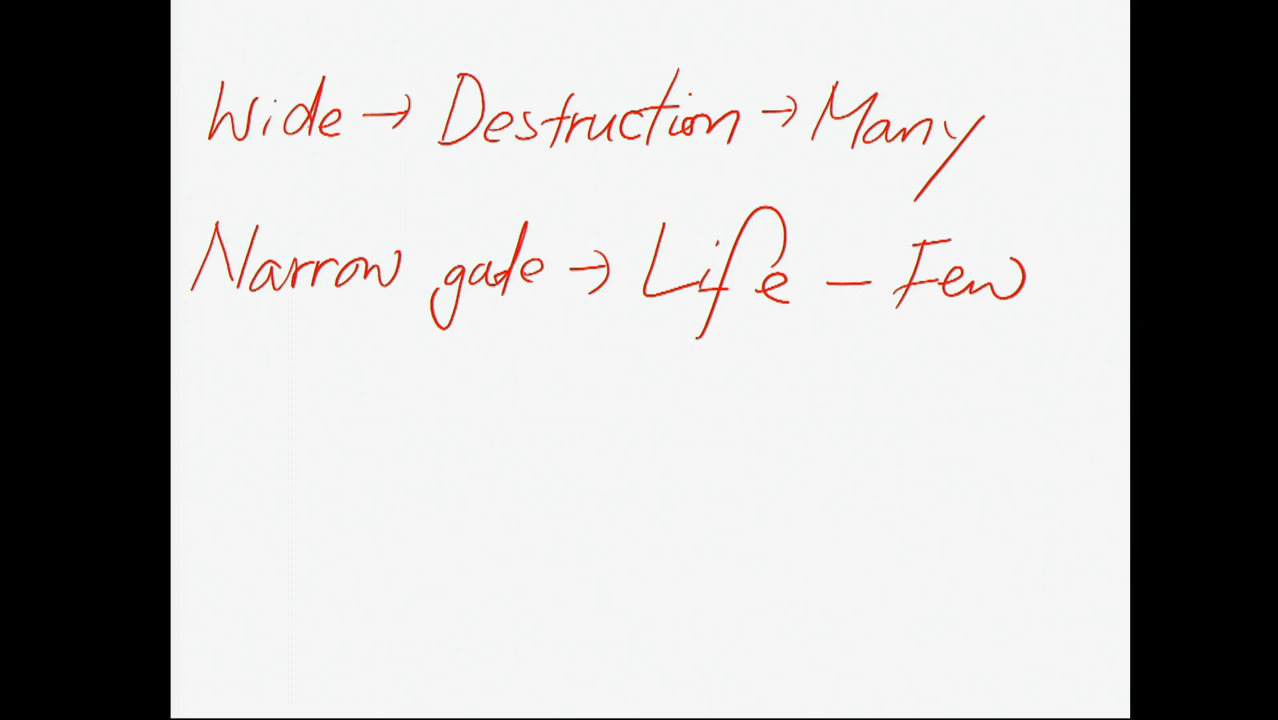 Wide → Destruction → Many
Narrow gate → Life – Few